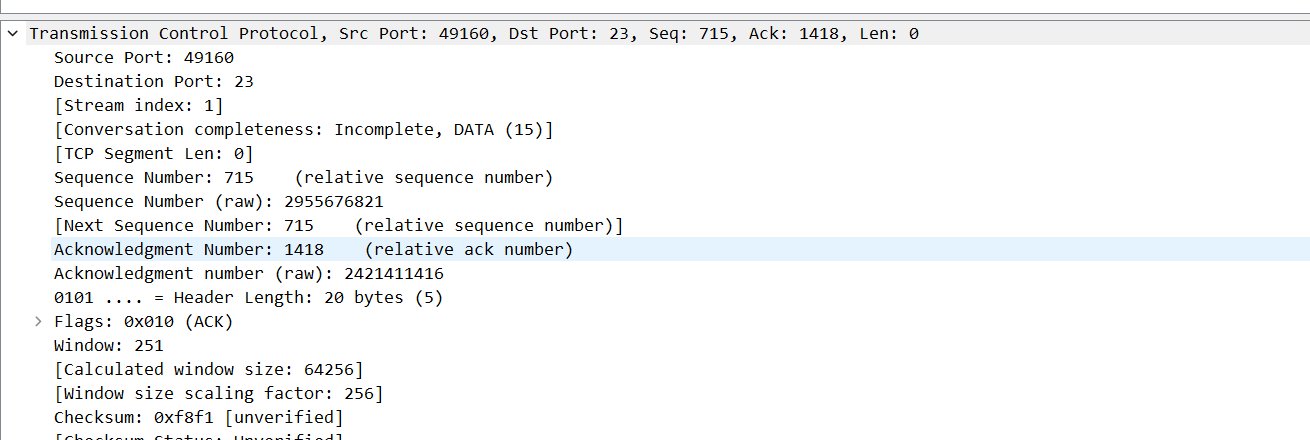 Transmission Control Protocol, Src Port: 49160, Dst Port: 23, Seq: 715, Ack: 1418, Len: 0
Source Port: 49160
Destination Port: 23
[Stream index: 1]
[Conversation completeness: Incomplete, DATA (15)]
[TCP Segment Len: 0]
Sequence Number: 715    (relative sequence number)
Sequence Number (raw): 2955676821
[Next Sequence Number: 715    (relative sequence number)]
Acknowledgment Number: 1418    (relative ack number)
Acknowledgment number (raw): 2421411416
0101 .... = Header Length: 20 bytes (5)
Flags: 0x010 (ACK)
Window: 251
[Calculated window size: 64256]
[Window size scaling factor: 256]
Checksum: 0xf8f1 [unverified]
[Checksum Status: Unverified]